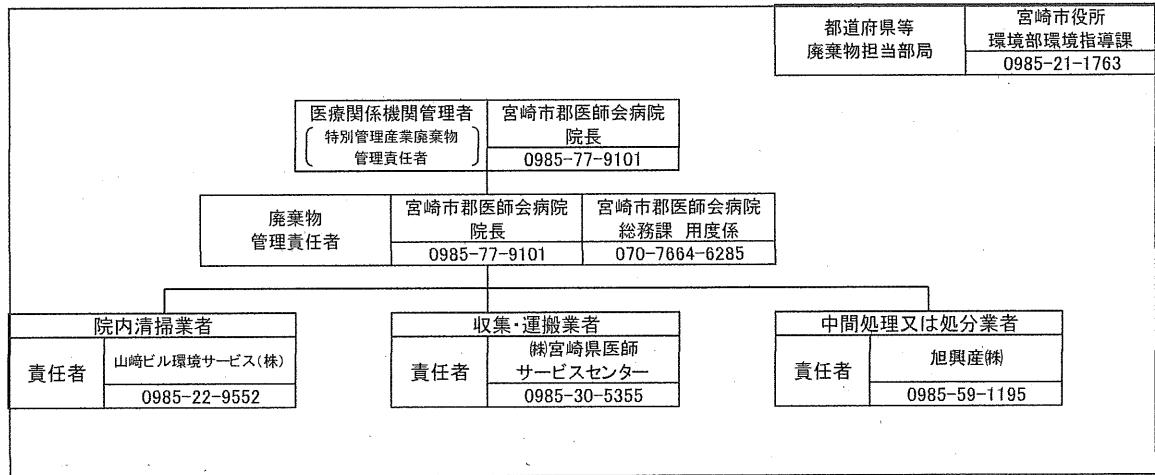 都道府県等
廃棄物担当部局
宮崎市役所
環境部環境指導課
0985-21-1763
医療関係機関管理者
特別管理産業廃棄物
管理責任者
宮崎市郡医師会病院
院長
0985-77-9101
廃棄物
管理責任者
宮崎市郡医師会病院
院長
0985-77-9101
宮崎市郡医師会病院
総務課 用度係
070-7664-6285
院内清掃業者
責任者
山﨑ビル環境サービス(株)
0985-22-9552
収集・運搬業者
責任者
㈱宮崎県医師
サービスセンター
0985-30-5355
中間処理又は処分業者
責任者
旭興産㈱
0985-59-1195